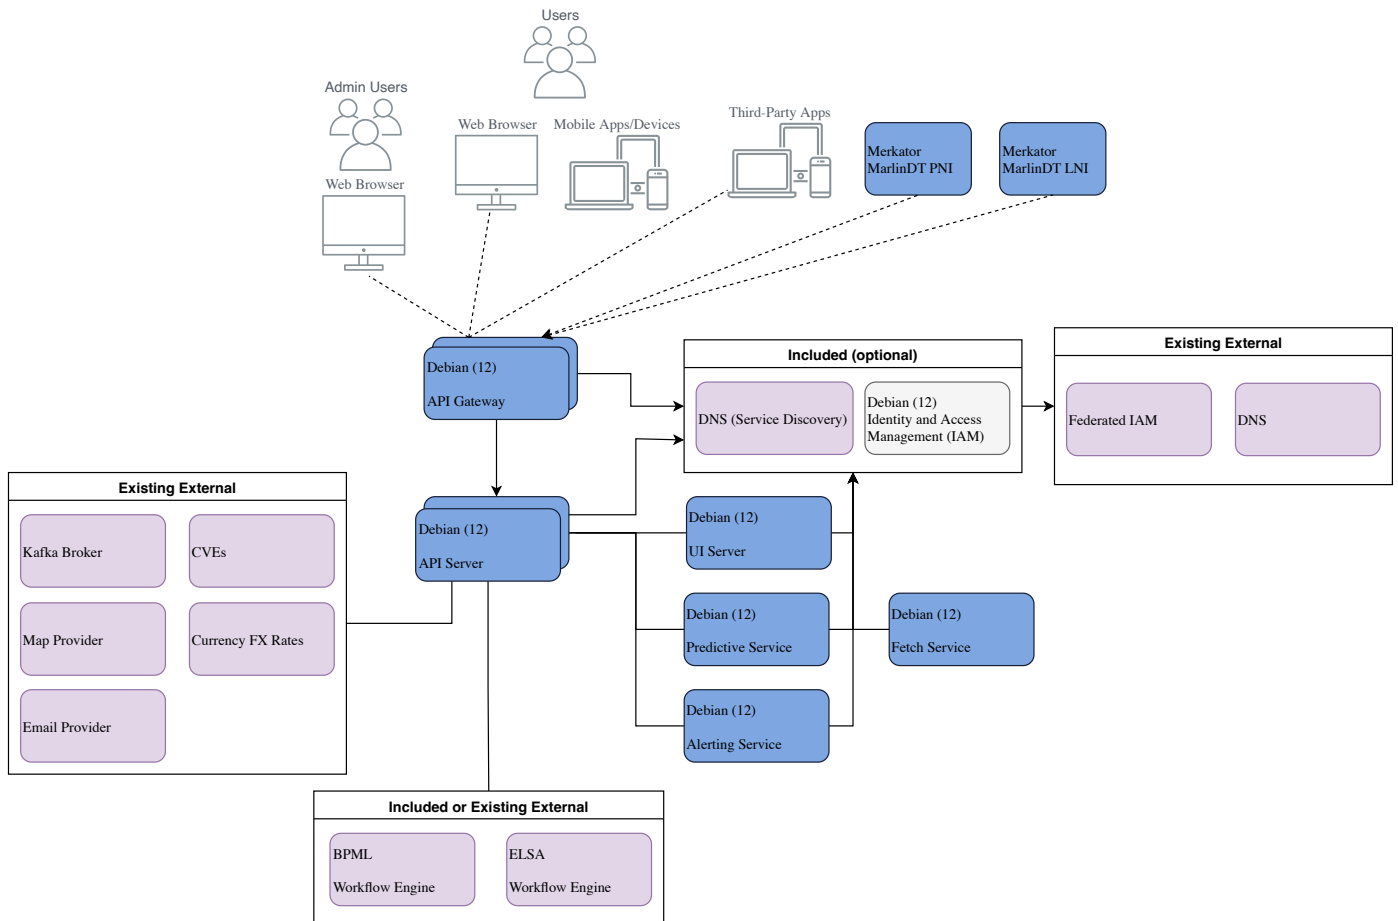 Users
Admin Users
Web Browser
Mobile Apps/Devices
Third-Party Apps
Merkator
MarlinDT PNI
Merkator
MarlinDT LNI
Web Browser
Debian (12)
API Gateway
Included (optional)
DNS (Service Discovery)
Debian (12)
Identity and Access
Management (IAM)
Existing External
Federated IAM
DNS
Existing External
Kafka Broker
CVEs
Map Provider
Currency FX Rates
Email Provider
Debian (12)
API Server
Debian (12)
UI Server
Debian (12)
Predictive Service
Debian (12)
Fetch Service
Debian (12)
Alerting Service
Included or Existing External
BPML
Workflow Engine
ELSA
Workflow Engine